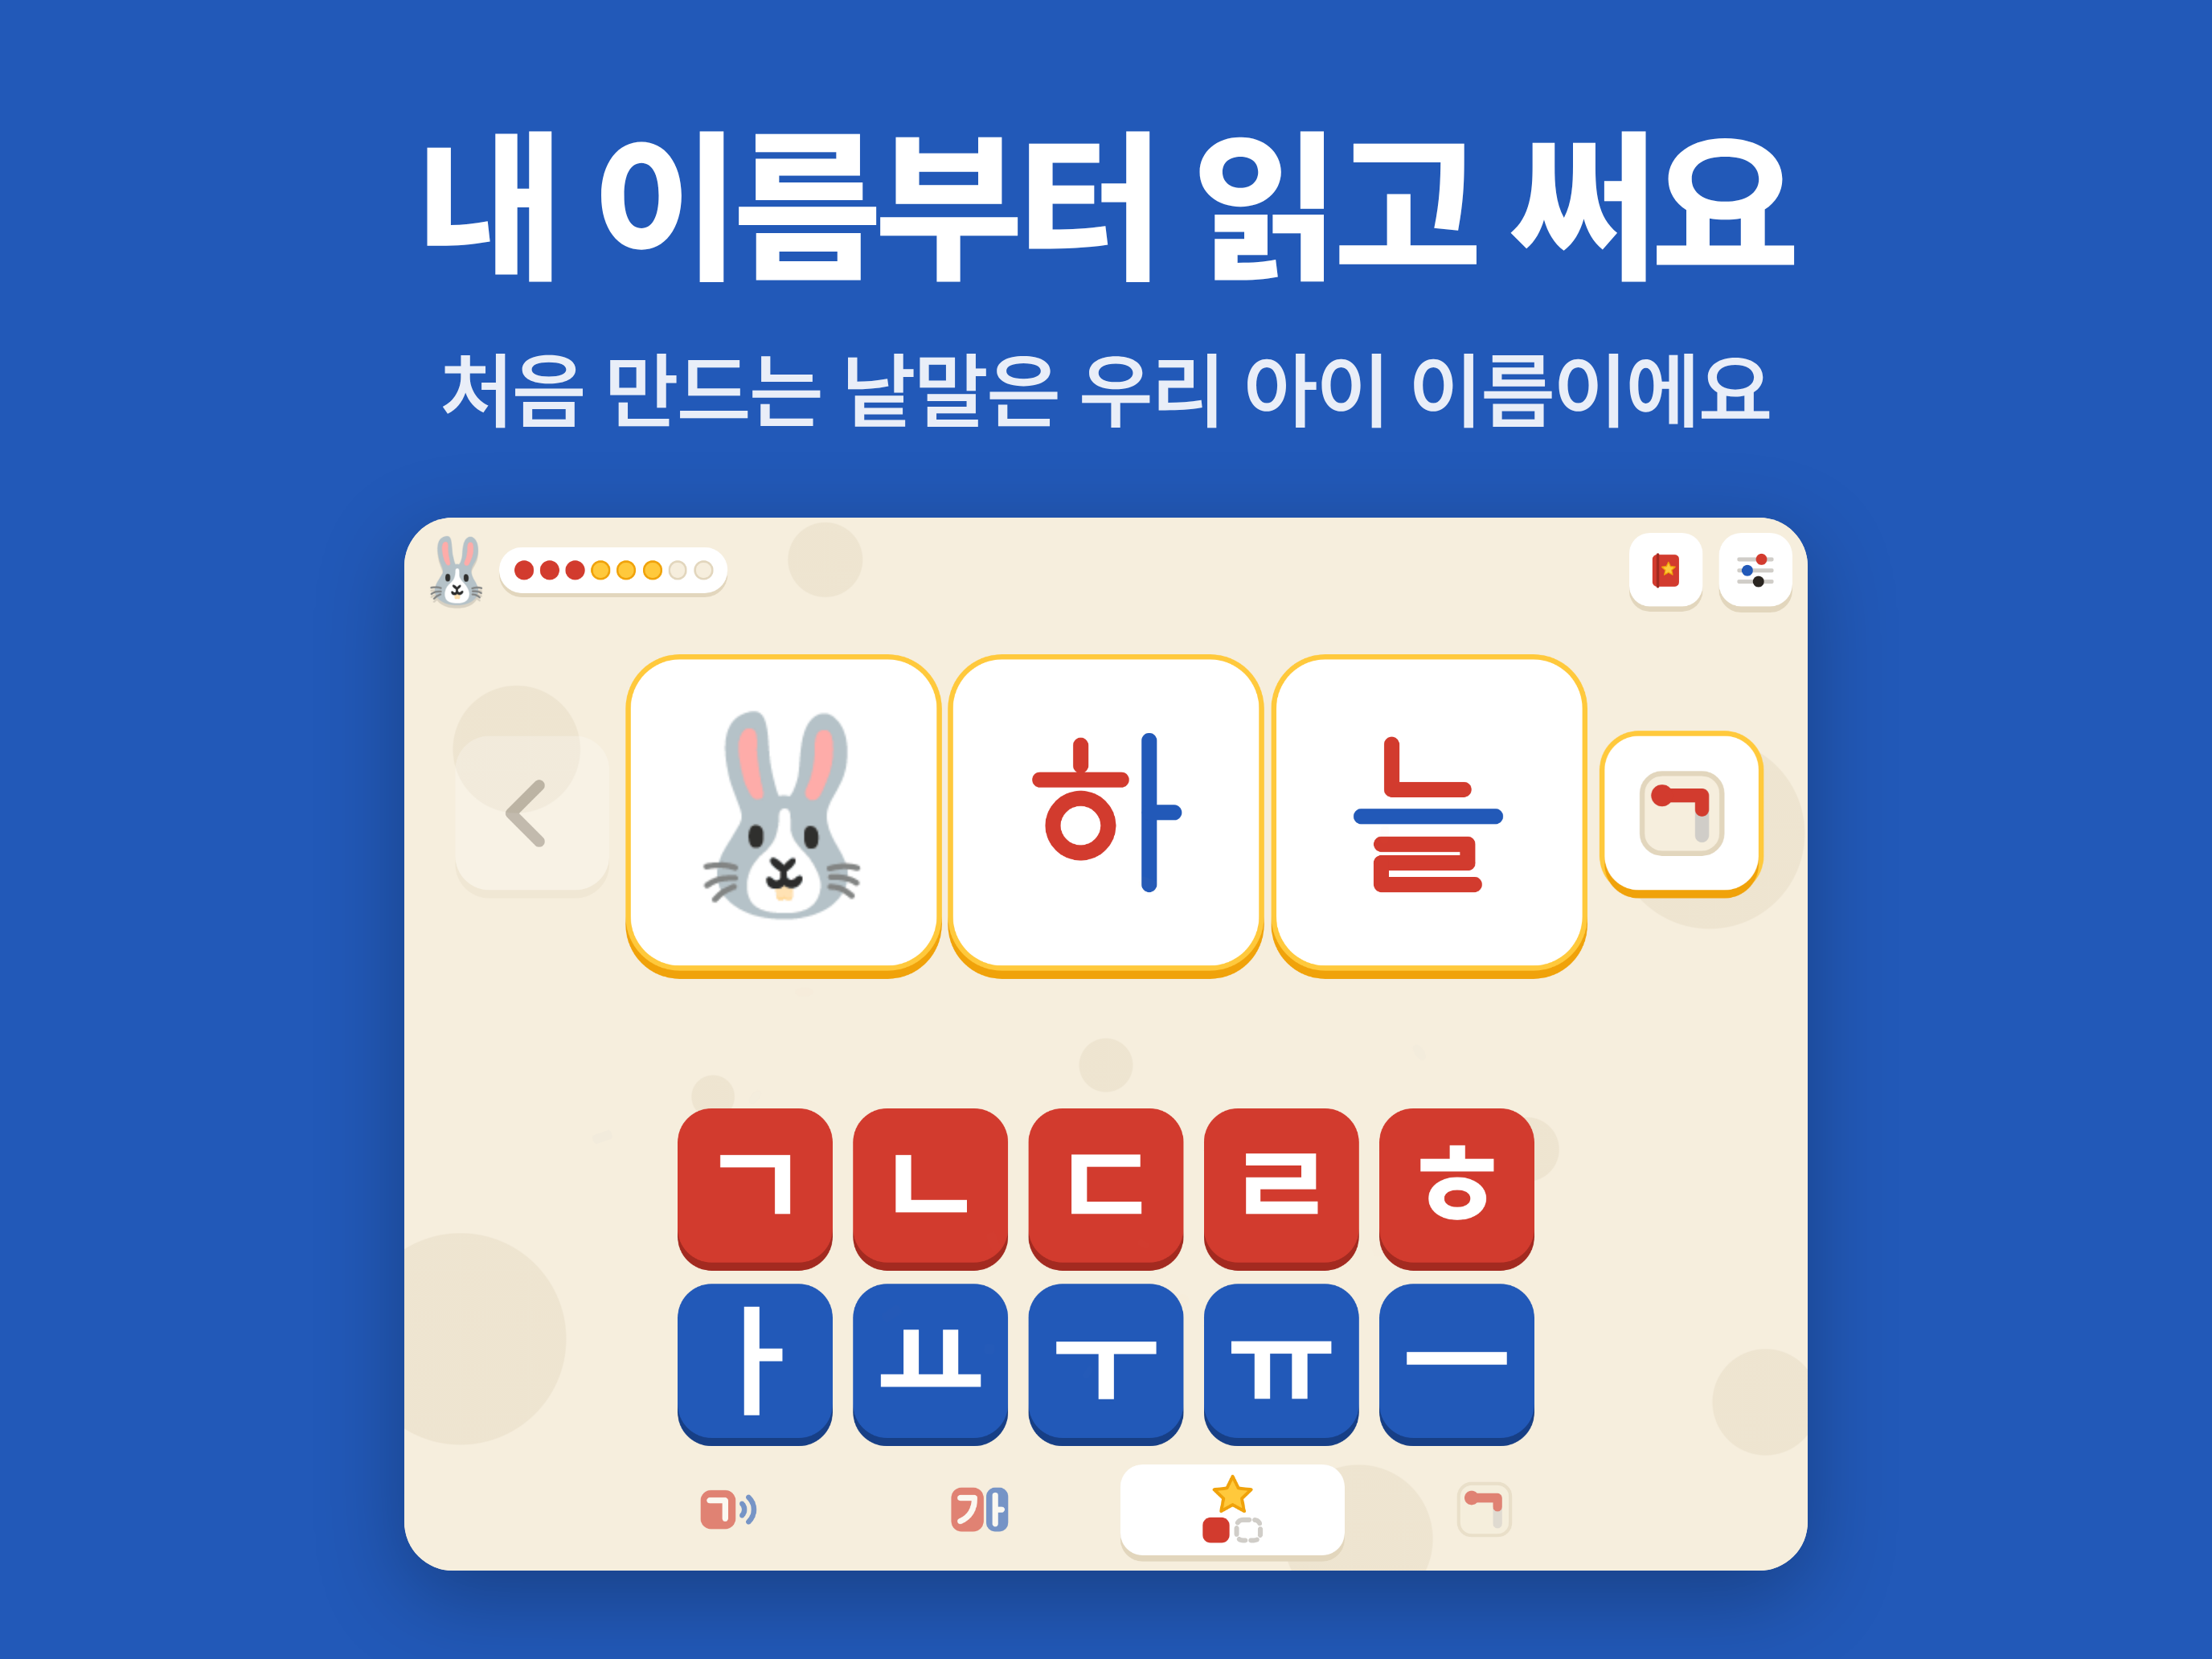 내 이름부터 읽고 써요
처음 만드는 낱말은 우리 아이 이름이에요
하 늘
ㄱ
ㄱ ㄴ ㄷ ㄹ ㅎ
ㅏ ㅛ ㅜ ㅠ ㅡ
ㄱ 가 ㄱ